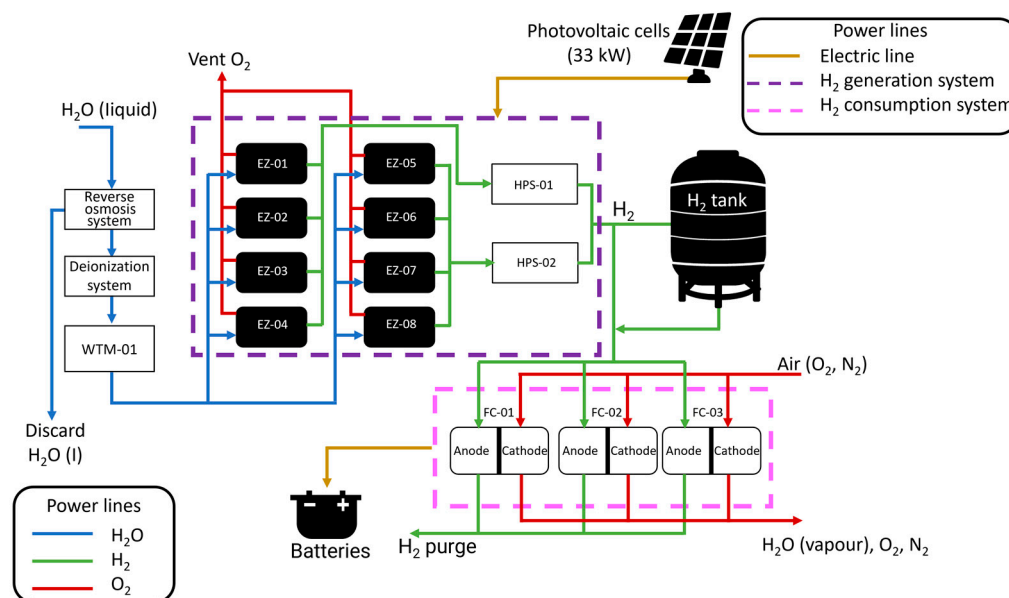 Photovoltaic cells
(33 kW)
Power lines
Electric line
H₂ generation system
H₂ consumption system
Vent O₂
H₂O (liquid)
Reverse
osmosis
system
Deionization
system
WTM-01
Discard
H₂O (l)
EZ-01
EZ-02
EZ-03
EZ-04
EZ-05
EZ-06
EZ-07
EZ-08
HPS-01
HPS-02
H₂
H₂ tank
Air (O₂, N₂)
FC-01
FC-02
FC-03
Anode
Cathode
Anode
Cathode
Anode
Cathode
Batteries
H₂ purge
H₂O (vapour), O₂, N₂
Power lines
H₂O
H₂
O₂